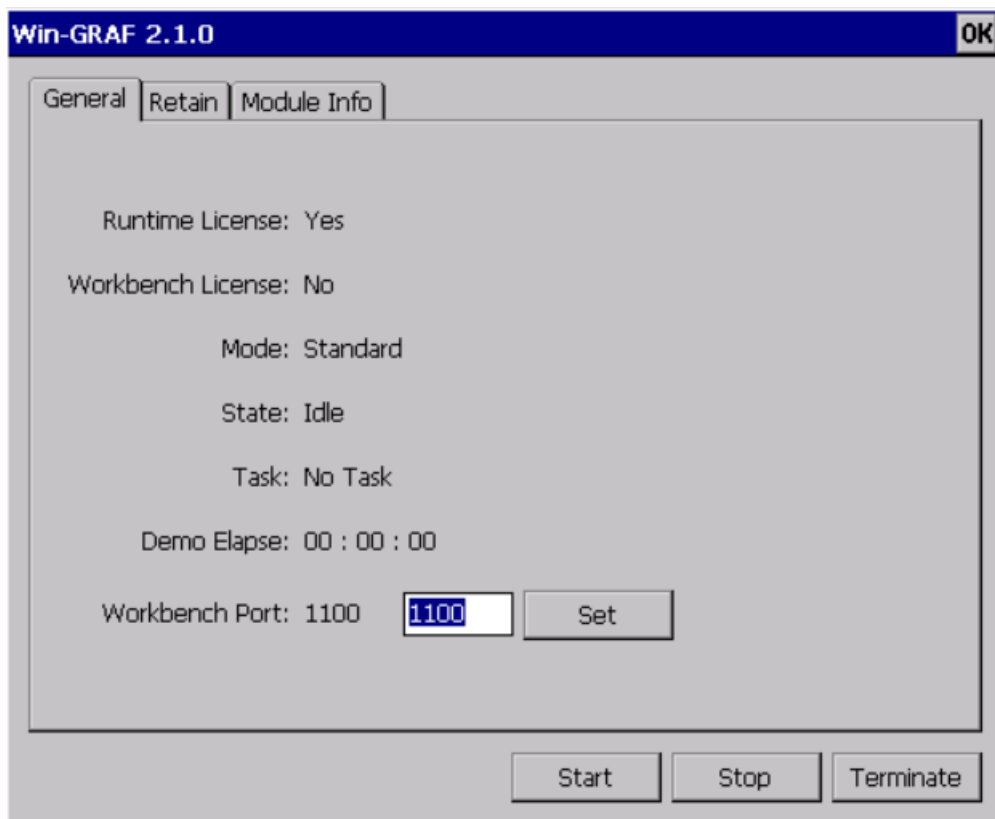 Win-GRAF 2.1.0 OK
General Retain Module Info
Runtime License: Yes
Workbench License: No
Mode: Standard
State: Idle
Task: No Task
Demo Elapse: 00 : 00 : 00
Workbench Port: 1100 1100 Set
Start Stop Terminate